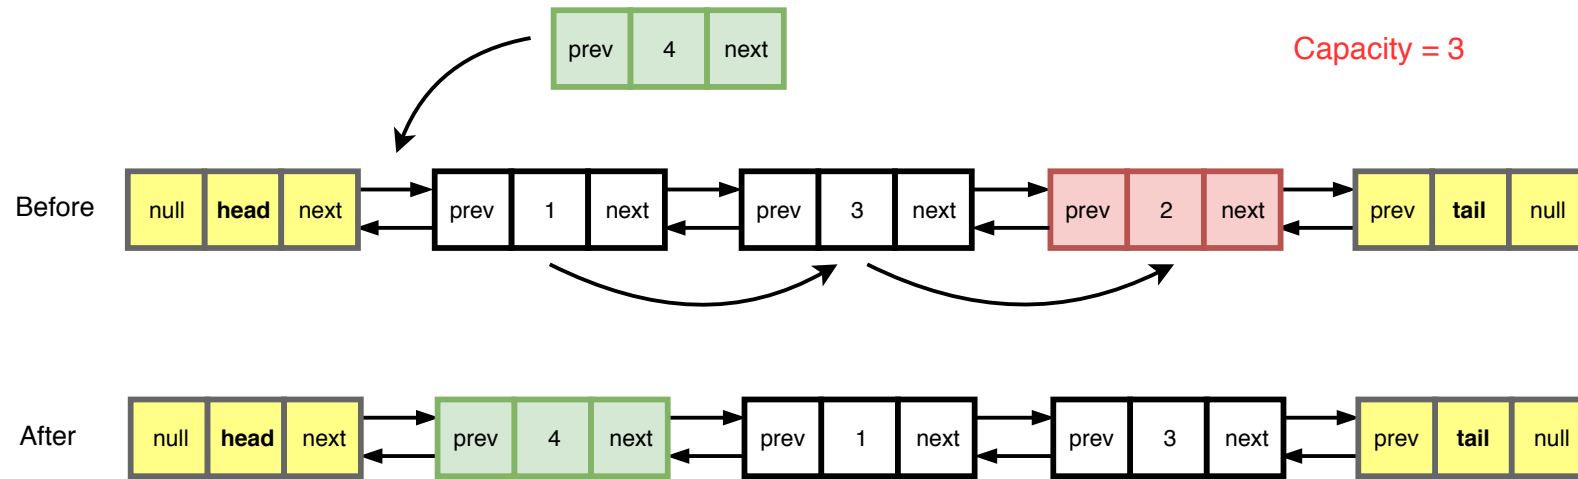 prev 4 next
Capacity = 3
Before null head next prev 1 next prev 3 next prev 2 next prev tail null
After null head next prev 4 next prev 1 next prev 3 next prev tail null